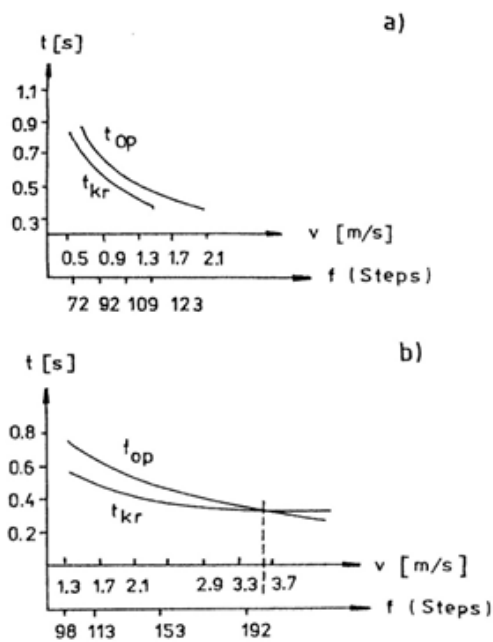 a)
t [s]
1.1
0.9
0.7
0.5
0.3
top
tkr
v [m/s]
0.5 0.9 1.3 1.7 2.1
f (Steps)
72 92 109 123
b)
t [s]
0.8
0.6
0.4
0.2
top
tkr
v [m/s]
1.3 1.7 2.1 2.9 3.3 3.7
f (Steps)
98 113 153 192